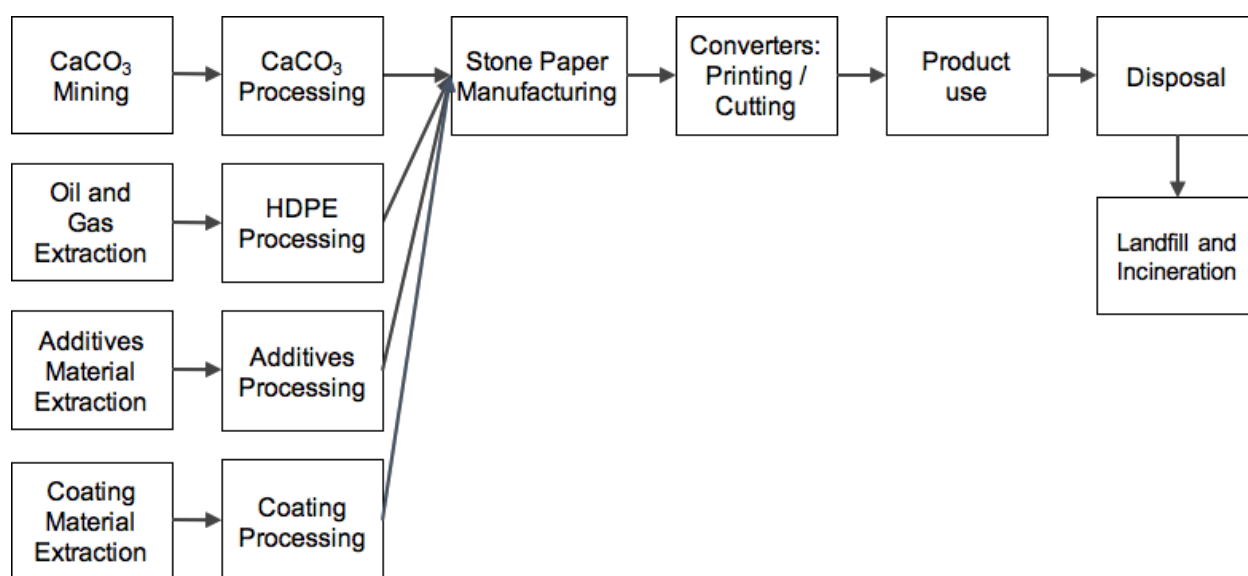 CaCO₃
Mining
CaCO₃
Processing
Stone Paper
Manufacturing
Converters:
Printing /
Cutting
Product
use
Disposal
Oil and
Gas
Extraction
HDPE
Processing
Landfill and
Incineration
Additives
Material
Extraction
Additives
Processing
Coating
Material
Extraction
Coating
Processing